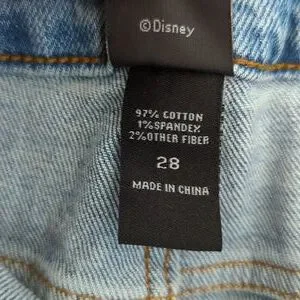 ©Disney
97% COTTON
1%SPANDEX
2%OTHER FIBER
28
MADE IN CHINA